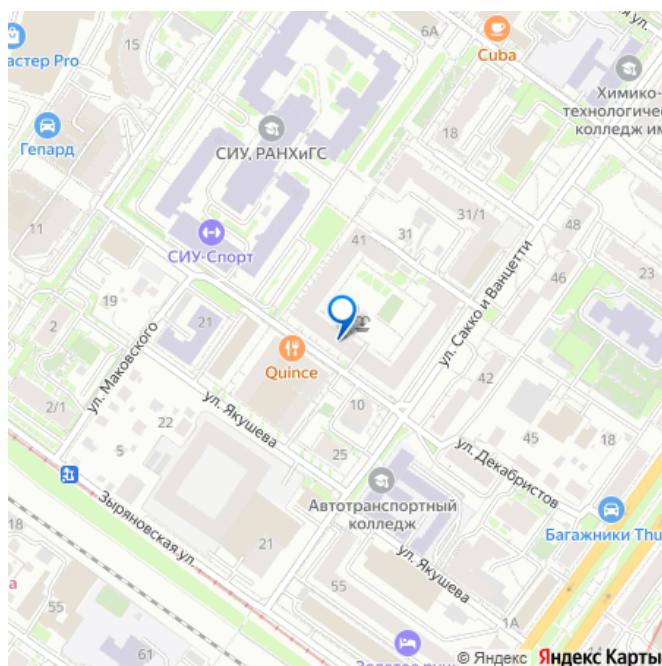 6А
Cuba
15
астер Pro
Химико-
технологичес
колледж им
Гепард
СИУ, РАНХиГС
18
31/1
48
11
СИУ-Спорт
41
31
46
23
19
2
21
ул. Маковского
ул. Сакко и Ванцетти
Quince
42
2/1
22
ул. Якушева
10
5
25
45
18
ул. Декабристов
Автотранспортный
колледж
Багажники Thu
Зыряновская ул.
18
21
ул. Якушева
а
55
55
1А
61
© Яндекс Яндекс Карты